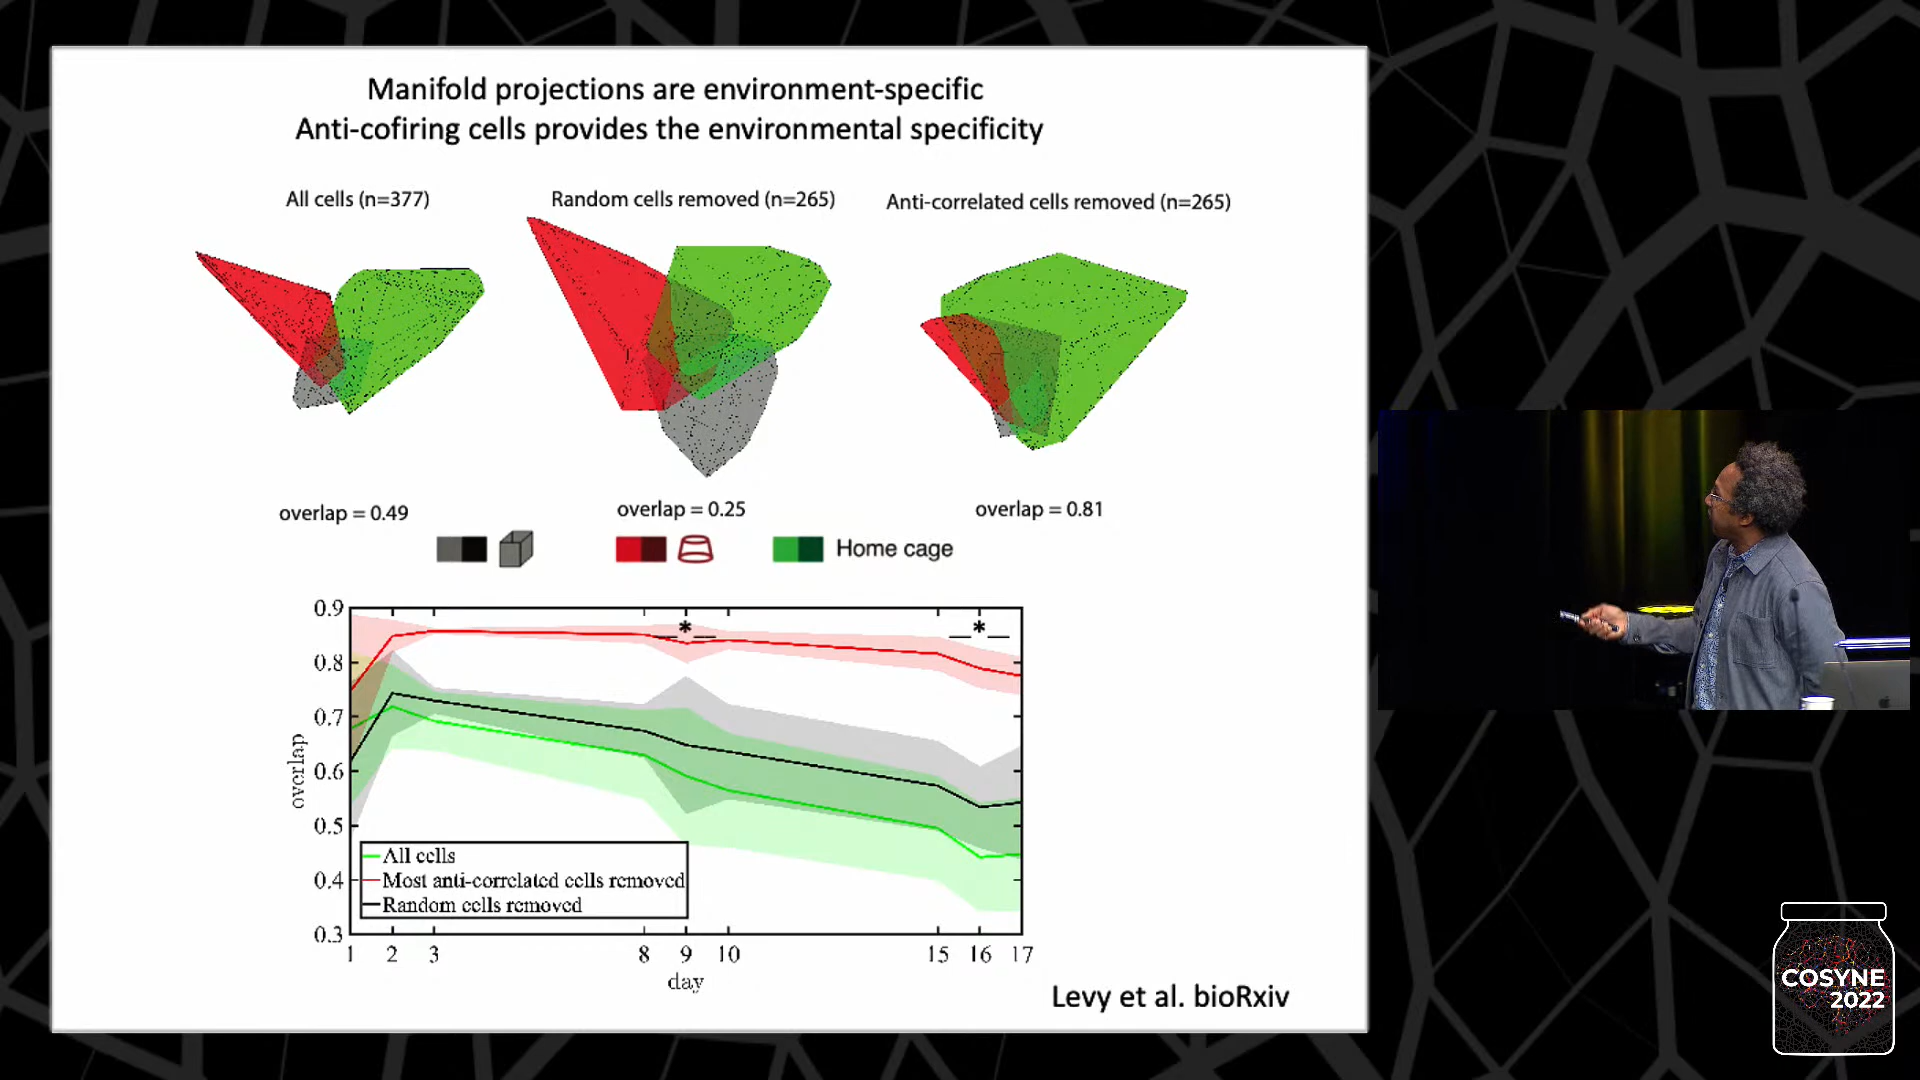 Manifold projections are environment-specific
Anti-cofiring cells provides the environmental specificity
All cells (n=377)
Random cells removed (n=265)
Anti-correlated cells removed (n=265)
overlap = 0.49
overlap = 0.25
overlap = 0.81
Home cage
0.9
0.8
0.7
0.6
0.5
0.4
0.3
overlap
* *
All cells
Most anti-correlated cells removed
Random cells removed
1 2 3 8 9 10 15 16 17
day
Levy et al. bioRxiv
COSYNE
2022